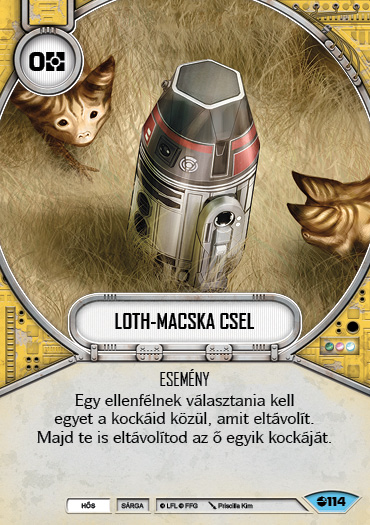 0
LOTH-MACSKA CSEL
ESEMÉNY
Egy ellenfélnek választania kell
egyet a kockáid közül, amit eltávolít.
Majd te is eltávolítod az ő egyik kockáját.
HŐS SÁRGA © LFL © FFG Priscilla Kim 114